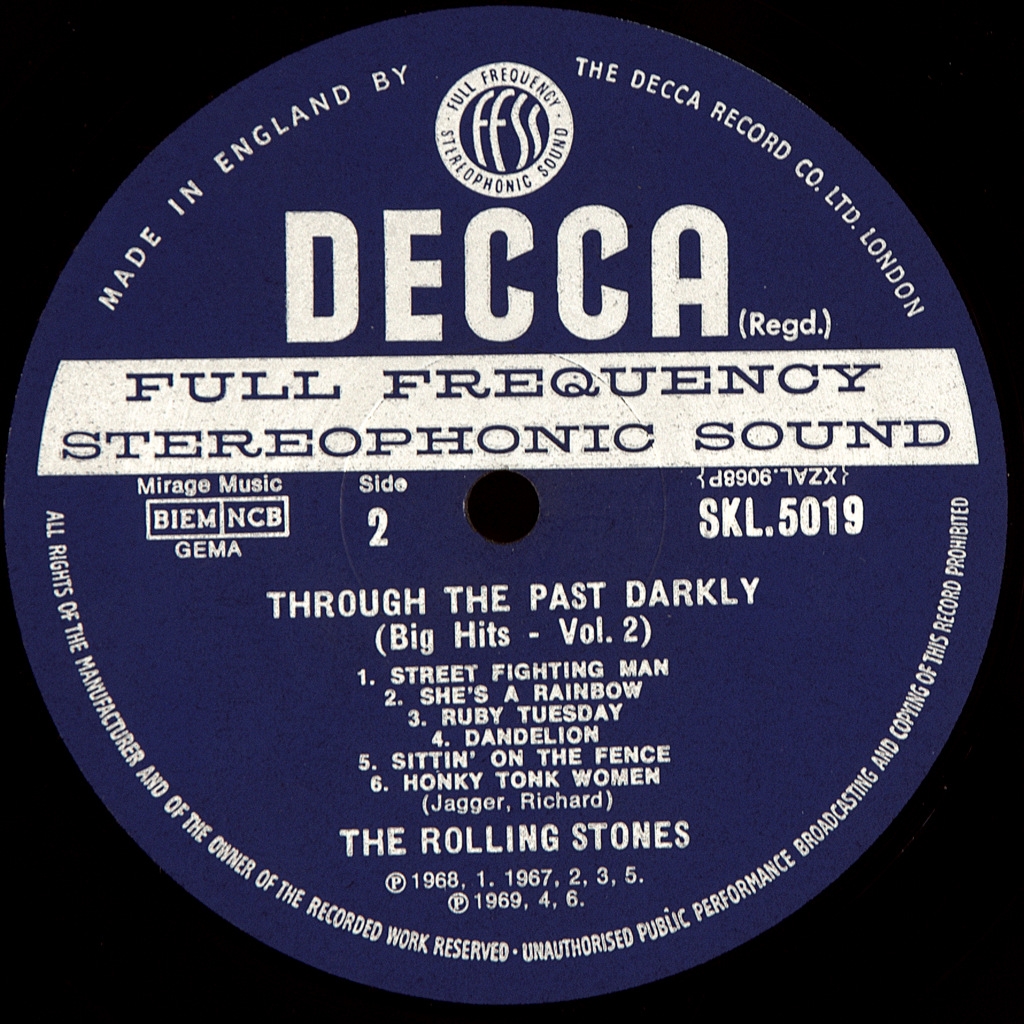 MADE IN ENGLAND BY
THE DECCA RECORD CO. LTD. LONDON
FULL FREQUENCY
STEREOPHONIC SOUND
FFSS
DECCA
(Regd.)
FULL FREQUENCY
STEREOPHONIC SOUND
Mirage Music
BIEM NCB
GEMA
Side
2
{XZAL.9068P}
SKL.5019
THROUGH THE PAST DARKLY
(Big Hits - Vol. 2)
1. STREET FIGHTING MAN
2. SHE'S A RAINBOW
3. RUBY TUESDAY
4. DANDELION
5. SITTIN' ON THE FENCE
6. HONKY TONK WOMEN
(Jagger, Richard)
THE ROLLING STONES
Ⓟ1968, 1. 1967, 2, 3, 5.
Ⓟ1969, 4, 6.
ALL RIGHTS OF THE MANUFACTURER AND OF THE OWNER OF THE RECORDED WORK RESERVED · UNAUTHORISED PUBLIC PERFORMANCE BROADCASTING AND COPYING OF THIS RECORD PROHIBITED